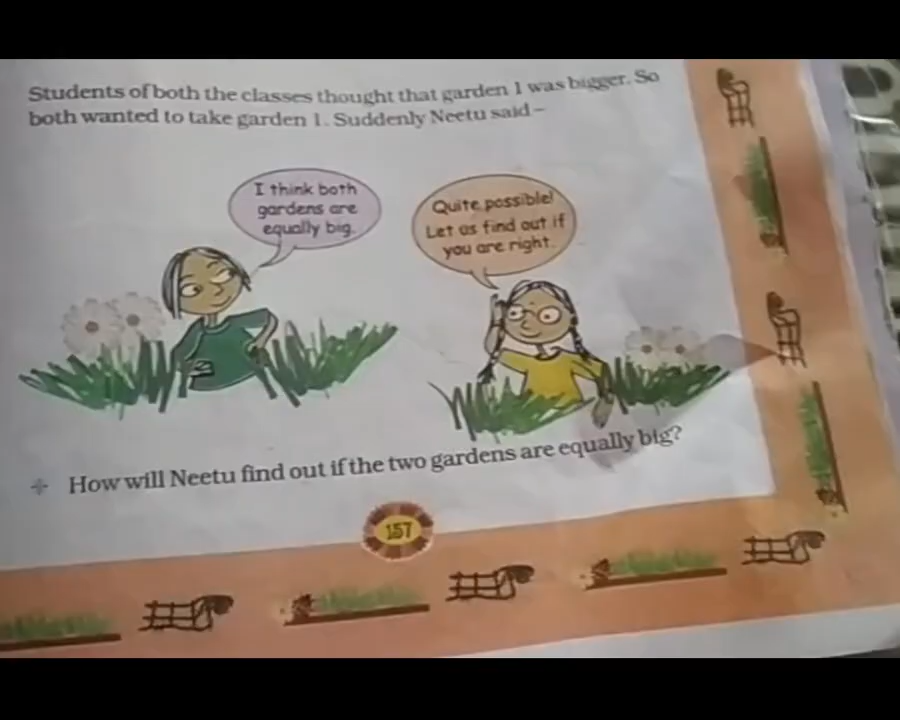 Students of both the classes thought that garden 1 was bigger. So
both wanted to take garden 1. Suddenly Neetu said –
I think both
gardens are
equally big.
Quite possible!
Let us find out if
you are right.
How will Neetu find out if the two gardens are equally big?
157